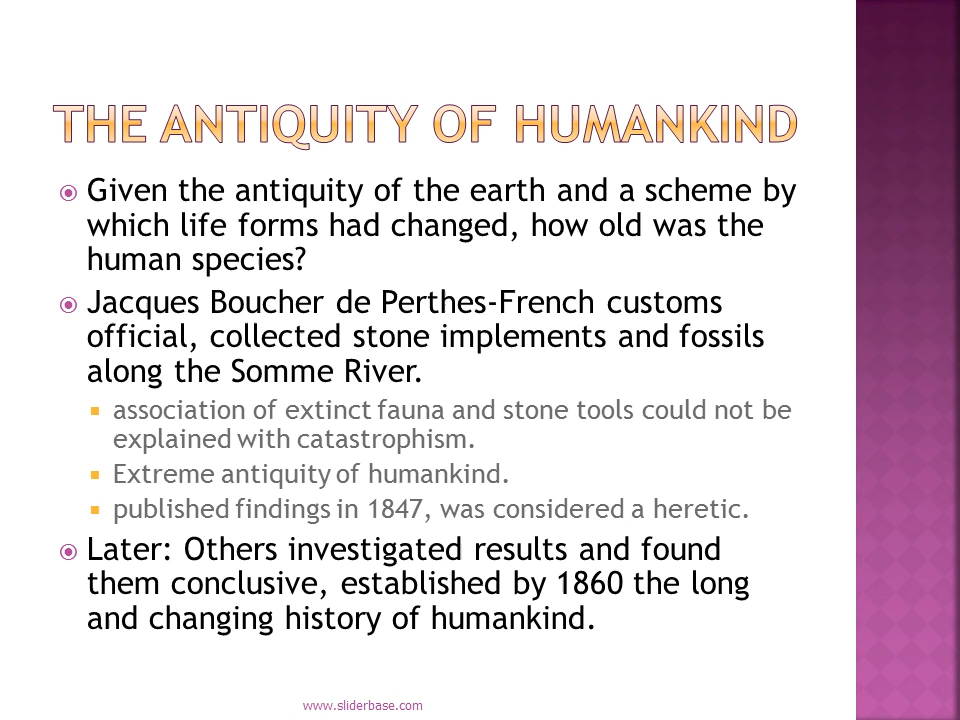 THE ANTIQUITY OF HUMANKIND
Given the antiquity of the earth and a scheme by
which life forms had changed, how old was the
human species?
Jacques Boucher de Perthes-French customs
official, collected stone implements and fossils
along the Somme River.
association of extinct fauna and stone tools could not be
explained with catastrophism.
Extreme antiquity of humankind.
published findings in 1847, was considered a heretic.
Later: Others investigated results and found
them conclusive, established by 1860 the long
and changing history of humankind.
www.sliderbase.com